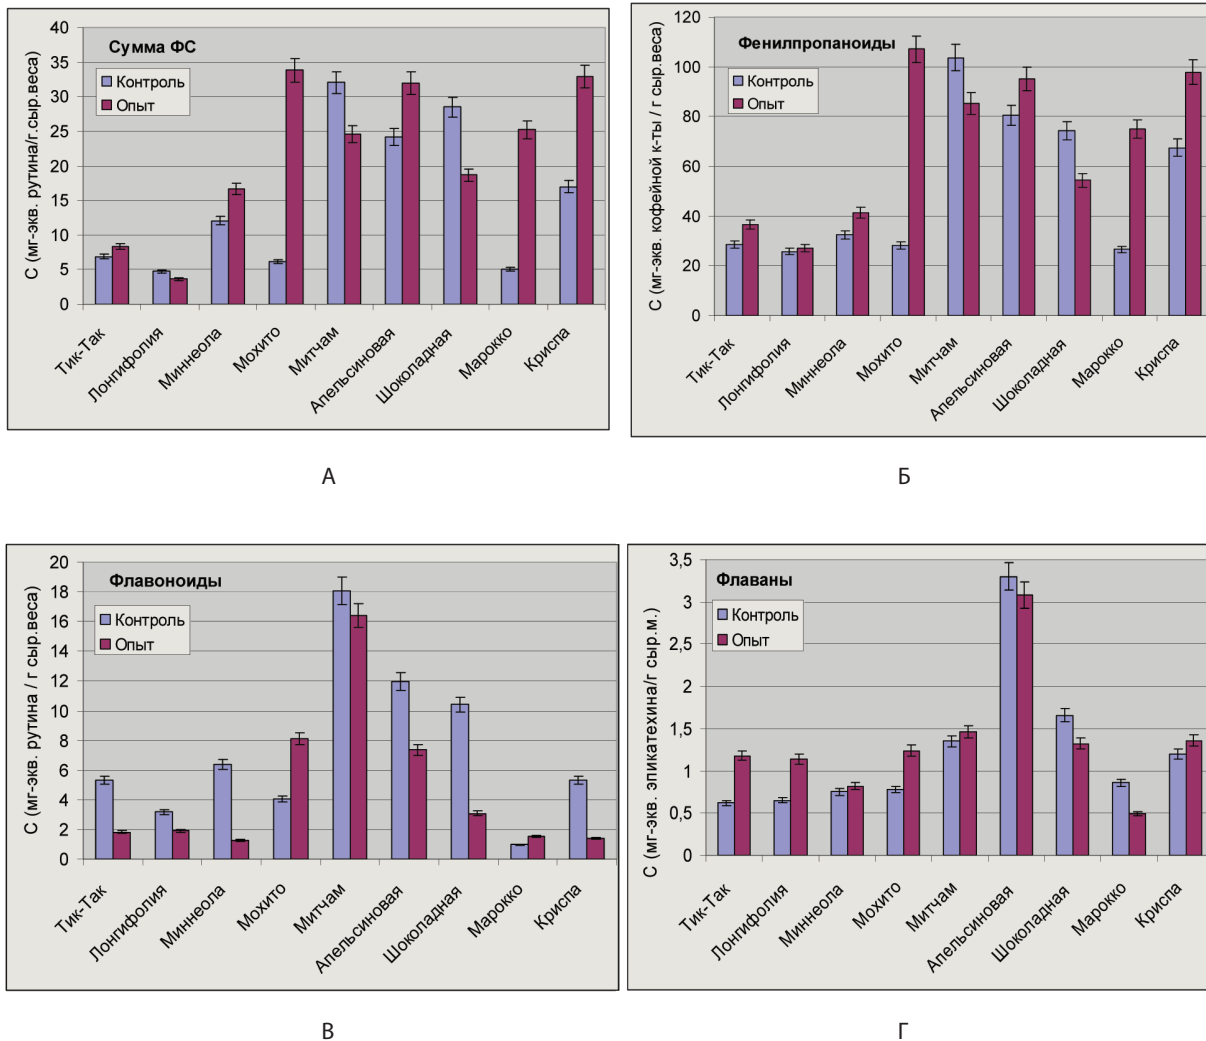 Сумма ФС
Контроль
Опыт
С (мг-экв. рутина/г.сыр.веса)
40
35
30
25
20
15
10
5
0
Тик-Так
Лонгифолия
Миннеола
Мохито
Митчам
Апельсиновая
Шоколадная
Марокко
Криспа
А
Фенилпропаноиды
Контроль
Опыт
С (мг-экв. кофейной к-ты / г сыр.веса)
120
100
80
60
40
20
0
Тик-Так
Лонгифолия
Миннеола
Мохито
Митчам
Апельсиновая
Шоколадная
Марокко
Криспа
Б
Флавоноиды
Контроль
Опыт
С (мг-экв. рутина / г сыр.веса)
20
18
16
14
12
10
8
6
4
2
0
Тик-Так
Лонгифолия
Миннеола
Мохито
Митчам
Апельсиновая
Шоколадная
Марокко
Криспа
В
Флаваны
Контроль
Опыт
С (мг-экв. эпикатехина/г сыр.м.)
3,5
3
2,5
2
1,5
1
0,5
0
Тик-Так
Лонгифолия
Миннеола
Мохито
Митчам
Апельсиновая
Шоколадная
Марокко
Криспа
Г